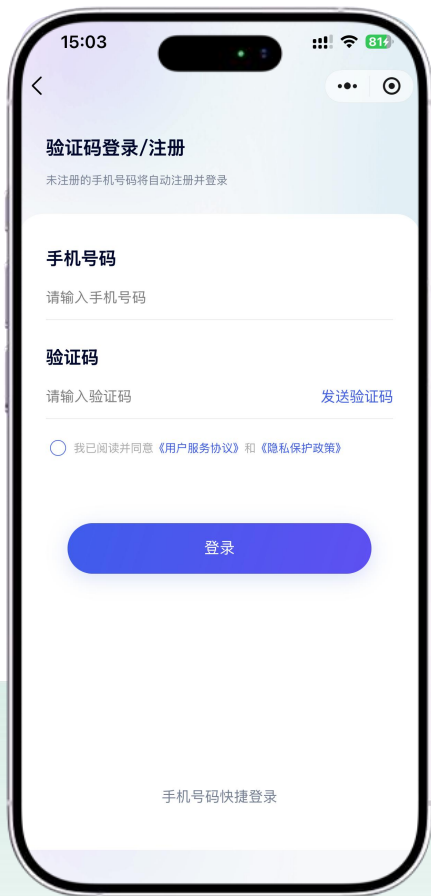 15:03
81
验证码登录/注册
未注册的手机号码将自动注册并登录
手机号码
请输入手机号码
验证码
请输入验证码 发送验证码
我已阅读并同意《用户服务协议》和《隐私保护政策》
登录
手机号码快捷登录